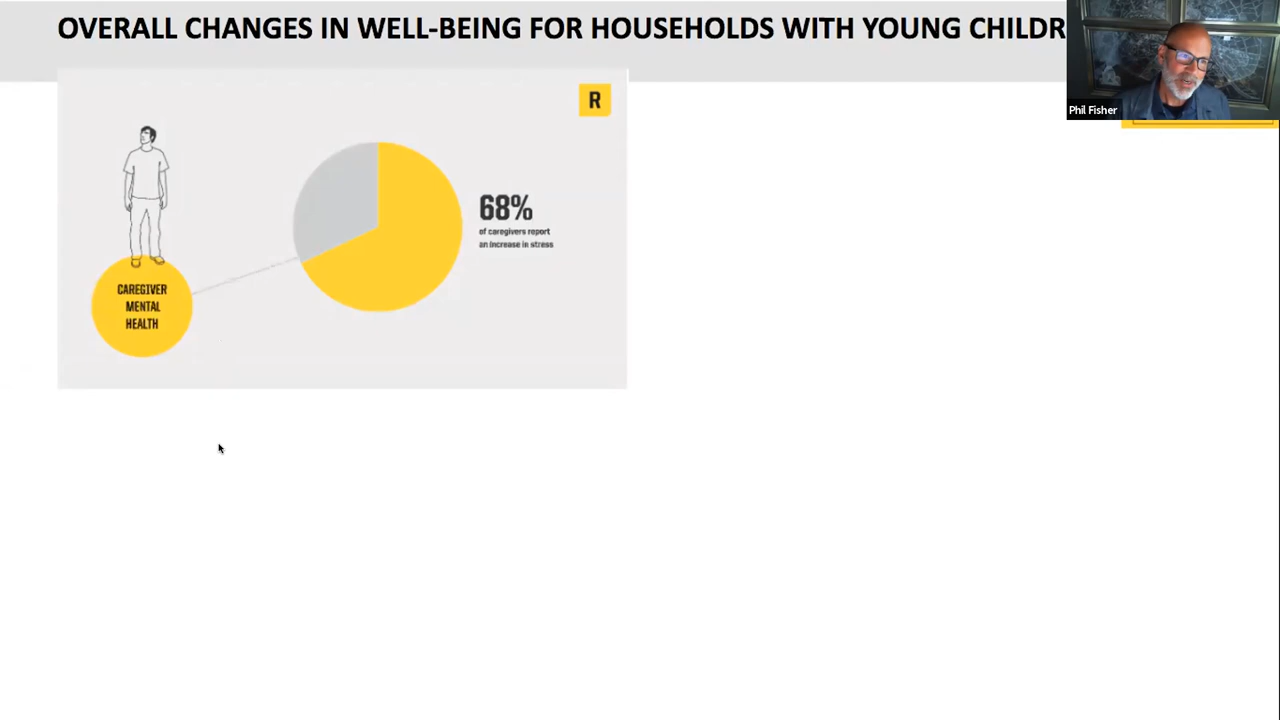 OVERALL CHANGES IN WELL-BEING FOR HOUSEHOLDS WITH YOUNG CHILDR
Phil Fisher
R
68%
of caregivers report
an increase in stress
CAREGIVER
MENTAL
HEALTH